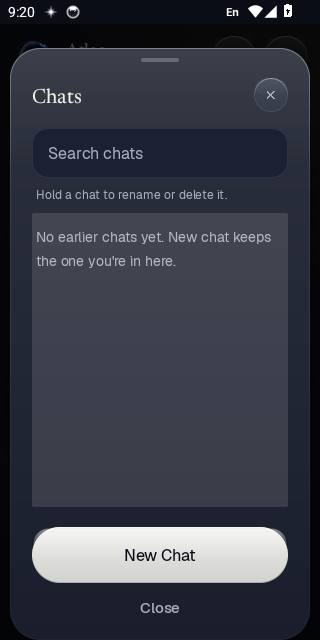 9:20
En
Chats
Search chats
Hold a chat to rename or delete it.
No earlier chats yet. New chat keeps
the one you're in here.
New Chat
Close